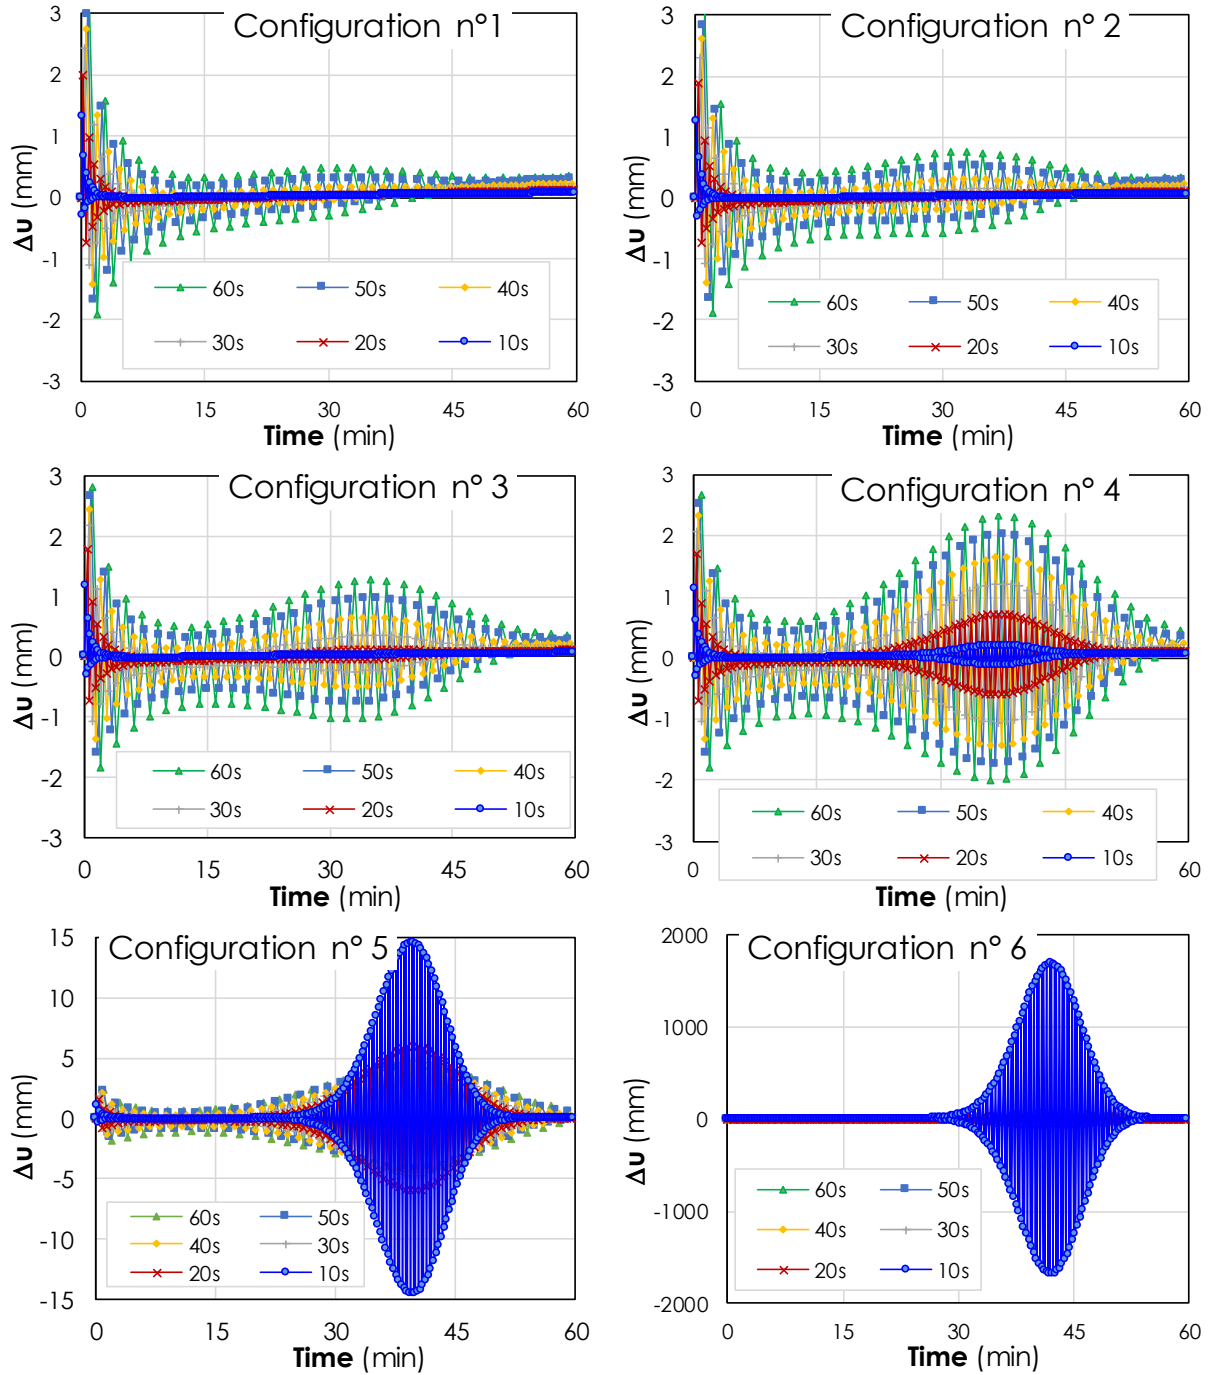 Configuration n°1
3
2
1
0
-1
-2
-3
Δu (mm)
60s 50s 40s
30s 20s 10s
0 15 30 45 60
Time (min)
Configuration n° 2
3
2
1
0
-1
-2
-3
Δu (mm)
60s 50s 40s
30s 20s 10s
0 15 30 45 60
Time (min)
Configuration n° 3
3
2
1
0
-1
-2
-3
Δu (mm)
60s 50s 40s
30s 20s 10s
0 15 30 45 60
Time (min)
Configuration n° 4
3
2
1
0
-1
-2
-3
Δu (mm)
60s 50s 40s
30s 20s 10s
0 60
Time (min)
Configuration n° 5
15
10
5
0
-5
-10
-15
Δu (mm)
60s 50s
40s 30s
20s 10s
0 15 30 45 60
Time (min)
Configuration n° 6
2000
1000
0
-1000
-2000
Δu (mm)
60s 50s
40s 30s
20s 10s
0 15 30 45 60
Time (min)